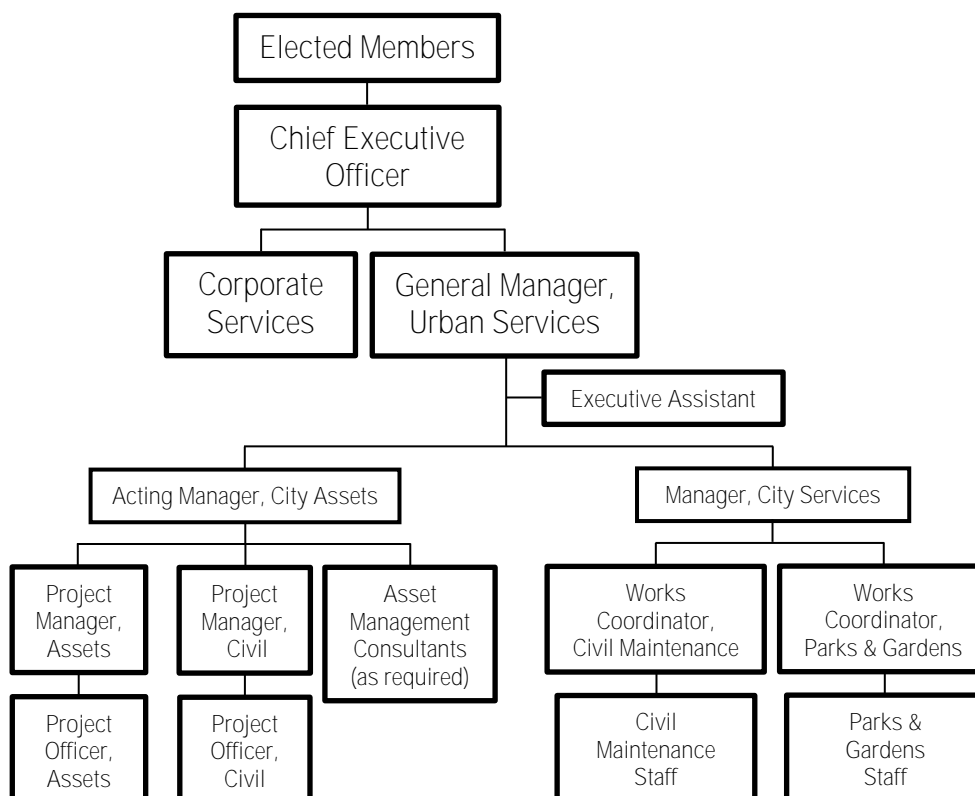 Elected Members
Chief Executive
Officer
Corporate
Services
General Manager,
Urban Services
Executive Assistant
Acting Manager, City Assets
Manager, City Services
Project
Manager,
Assets
Project
Manager,
Civil
Asset
Management
Consultants
(as required)
Works
Coordinator,
Civil Maintenance
Works
Coordinator,
Parks & Gardens
Project
Officer,
Assets
Project
Officer,
Civil
Civil
Maintenance
Staff
Parks &
Gardens
Staff